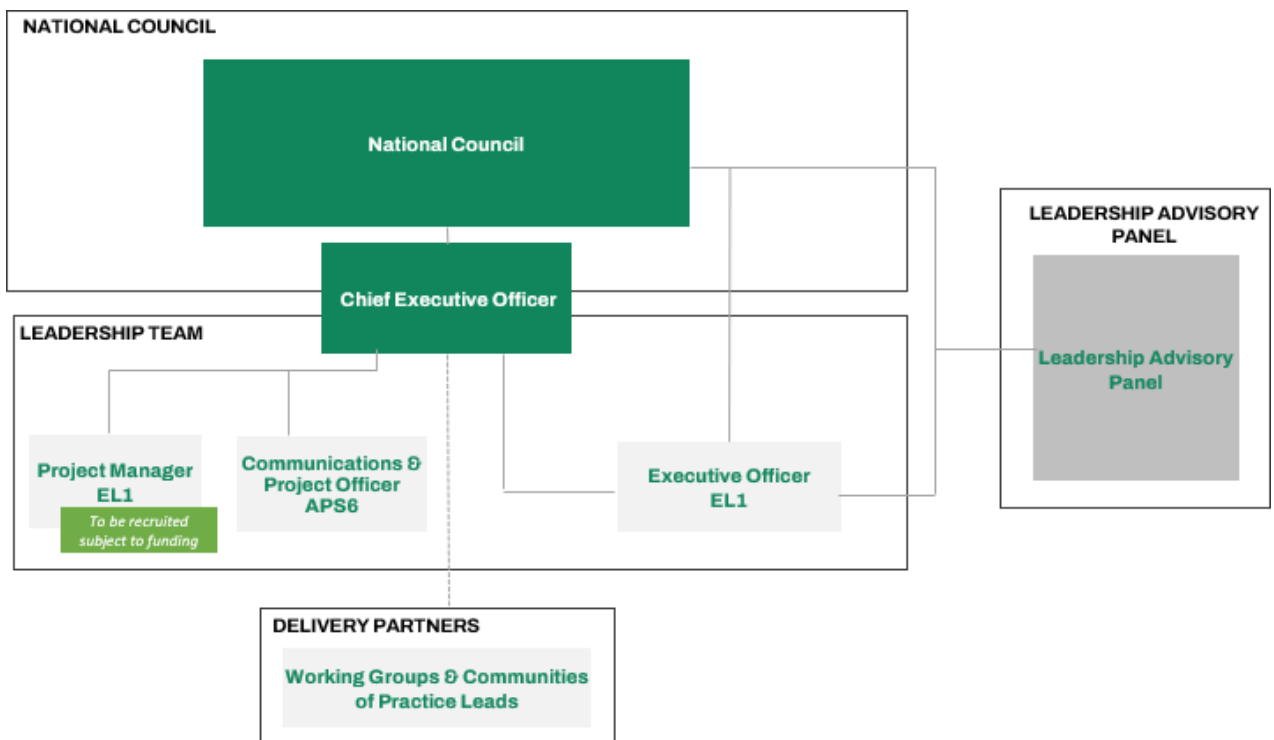 NATIONAL COUNCIL
National Council
Chief Executive Officer
LEADERSHIP ADVISORY
PANEL
Leadership Advisory
Panel
LEADERSHIP TEAM
Project Manager
EL1
To be recruited
subject to funding
Communications &
Project Officer
APS6
Executive Officer
EL1
DELIVERY PARTNERS
Working Groups & Communities
of Practice Leads